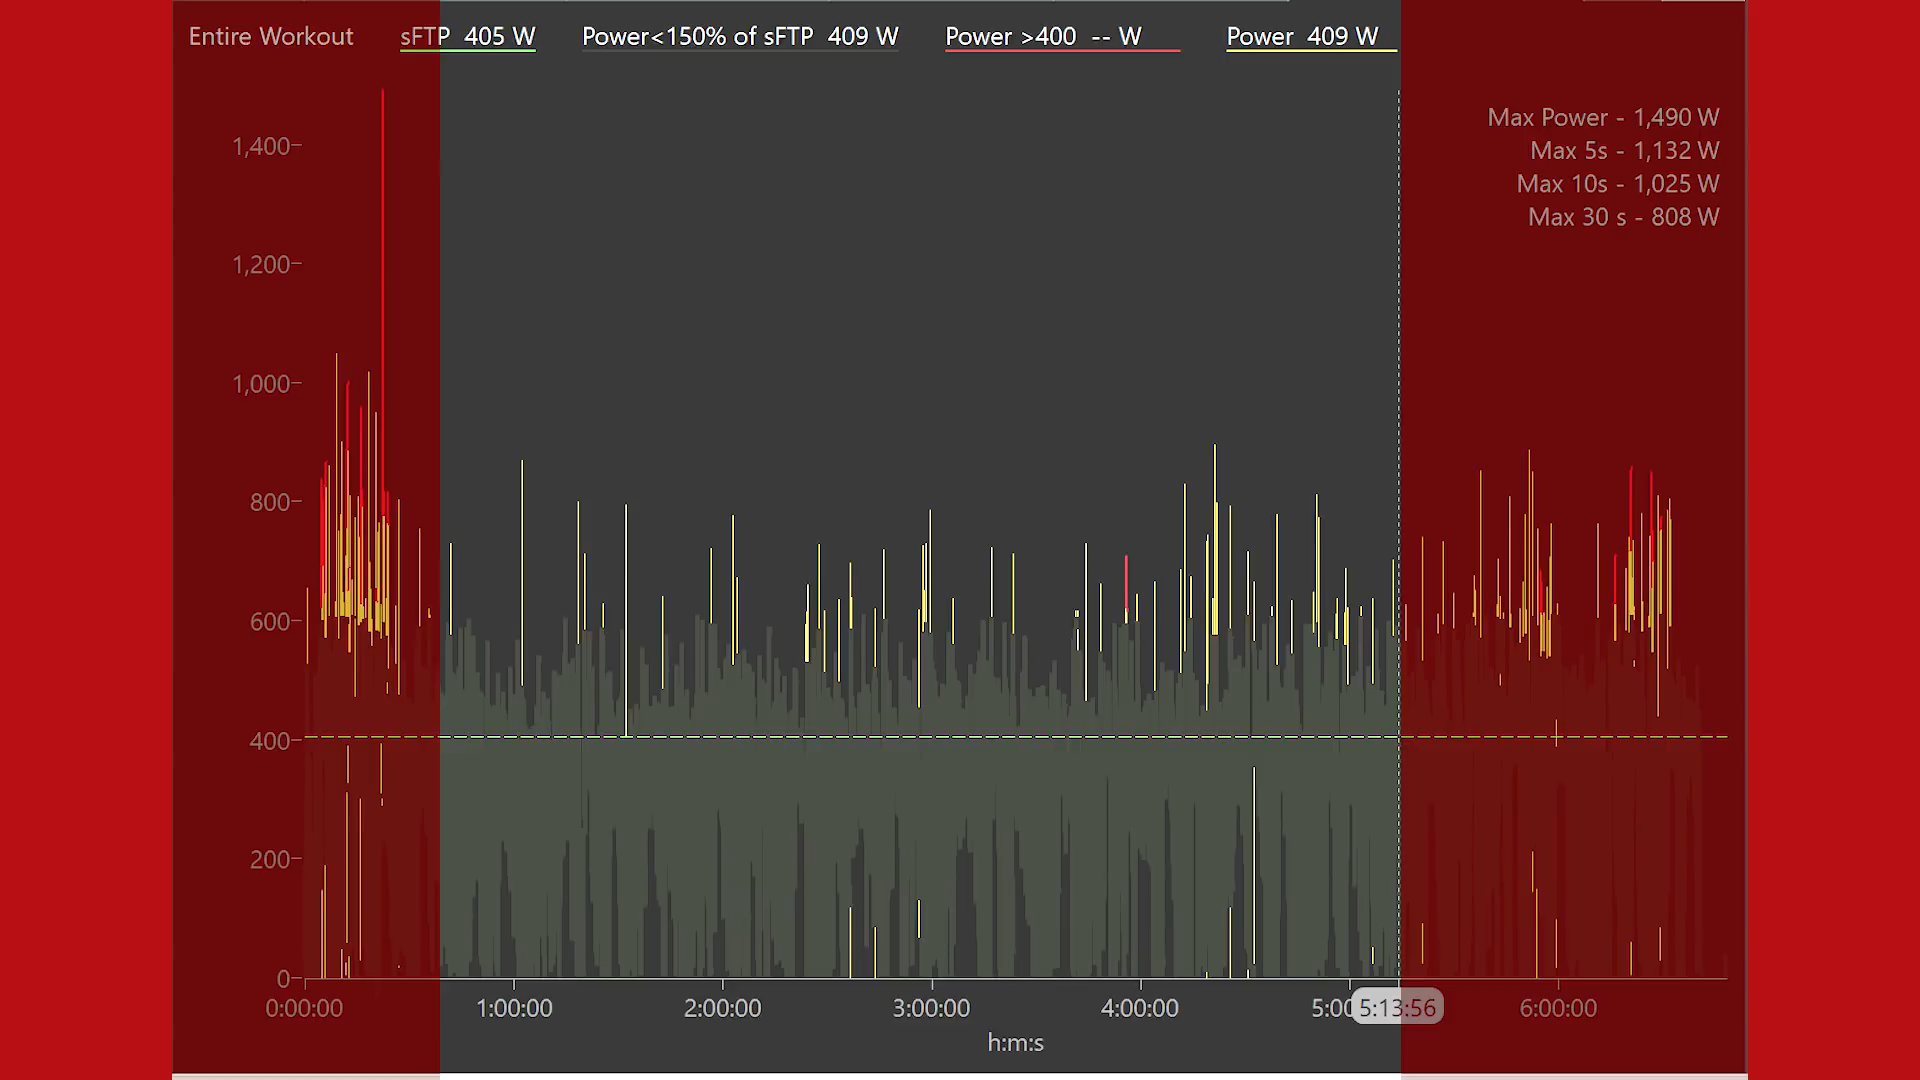 Entire Workout sFTP 405 W Power<150% of sFTP 409 W Power >400 -- W Power 409 W
Max Power - 1,490 W
Max 5s - 1,132 W
Max 10s - 1,025 W
Max 30 s - 808 W
1,400
1,200
1,000
800
600
400
200
0
0:00:00 1:00:00 2:00:00 3:00:00 4:00:00 5:00 5:13:56 6:00:00
h:m:s